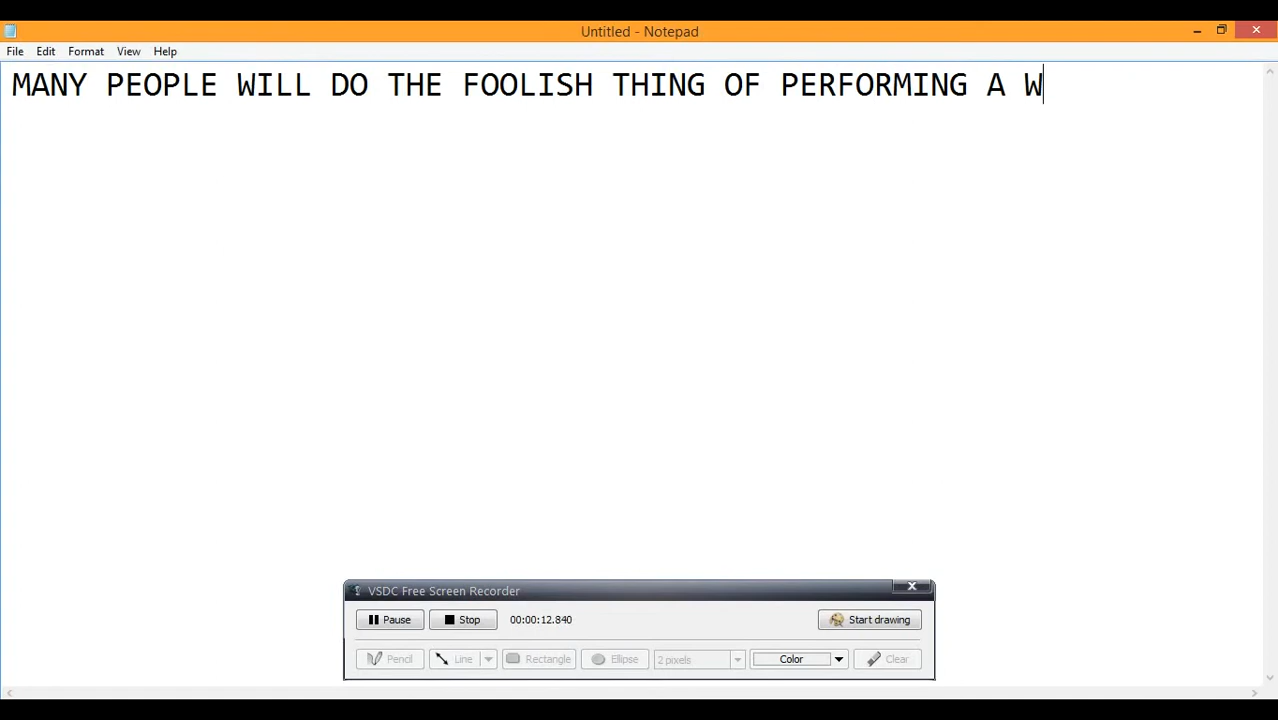 Untitled - Notepad
File Edit Format View Help
MANY PEOPLE WILL DO THE FOOLISH THING OF PERFORMING A W
VSDC Free Screen Recorder
Pause Stop 00:00:12.840 Start drawing
Pencil Line Rectangle Ellipse 2 pixels Color Clear